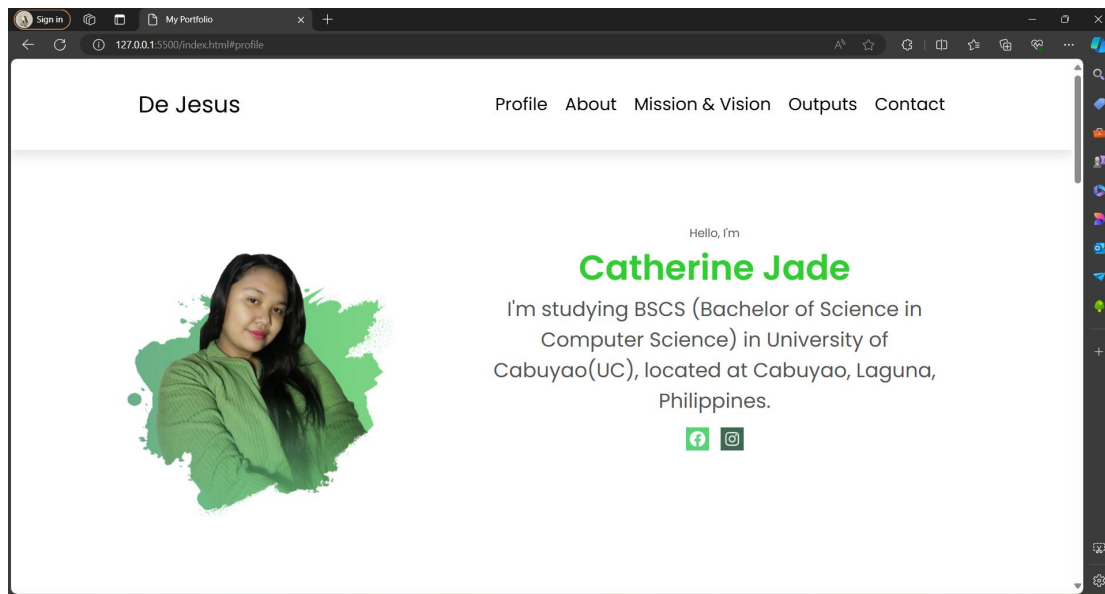 Sign in
My Portfolio
127.0.0.1:5500/index.html#profile
De Jesus
Profile About Mission & Vision Outputs Contact
Hello, I'm
Catherine Jade
I'm studying BSCS (Bachelor of Science in
Computer Science) in University of
Cabuyao(UC), located at Cabuyao, Laguna,
Philippines.